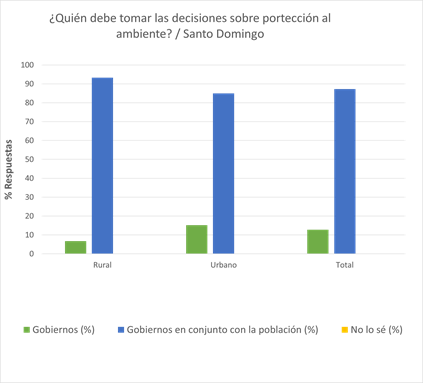 ¿Quién debe tomar las decisiones sobre portección al
ambiente? / Santo Domingo
% Respuestas
100
90
80
70
60
50
40
30
20
10
0
Rural Urbano Total
Gobiernos (%) Gobiernos en conjunto con la población (%) No lo sé (%)